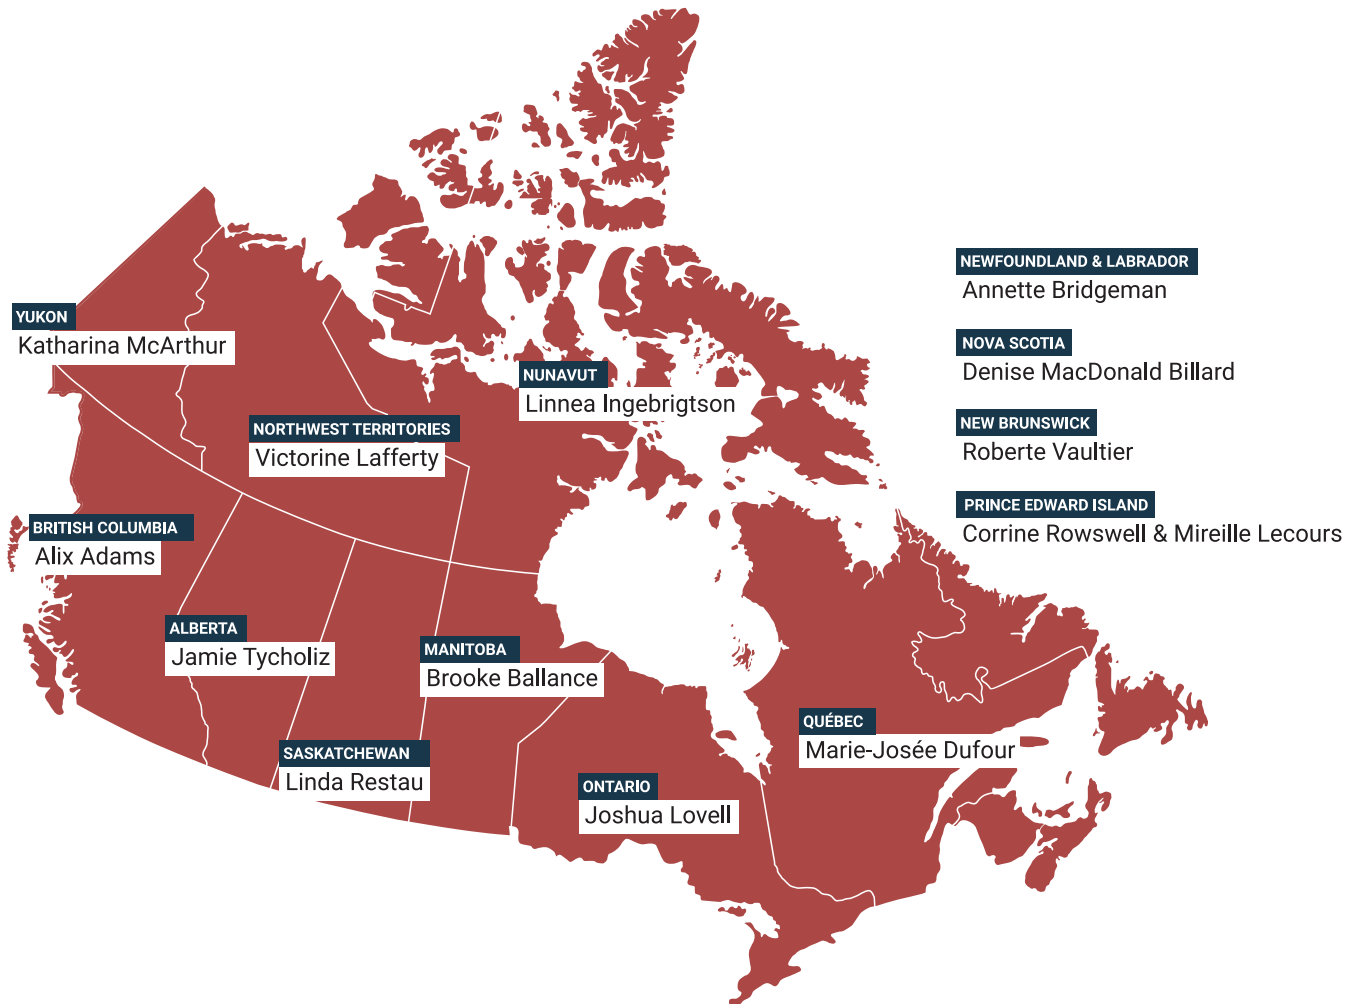 YUKON
Katharina McArthur
NORTHWEST TERRITORIES
Victorine Lafferty
NUNAVUT
Linnea Ingebrigtson
BRITISH COLUMBIA
Alix Adams
ALBERTA
Jamie Tycholiz
SASKATCHEWAN
Linda Restau
MANITOBA
Brooke Ballance
ONTARIO
Joshua Lovell
QUÉBEC
Marie-Josée Dufour
NEWFOUNDLAND & LABRADOR
Annette Bridgeman
NOVA SCOTIA
Denise MacDonald Billard
NEW BRUNSWICK
Roberte Vaultier
PRINCE EDWARD ISLAND
Corrine Rowswell & Mireille Lecours